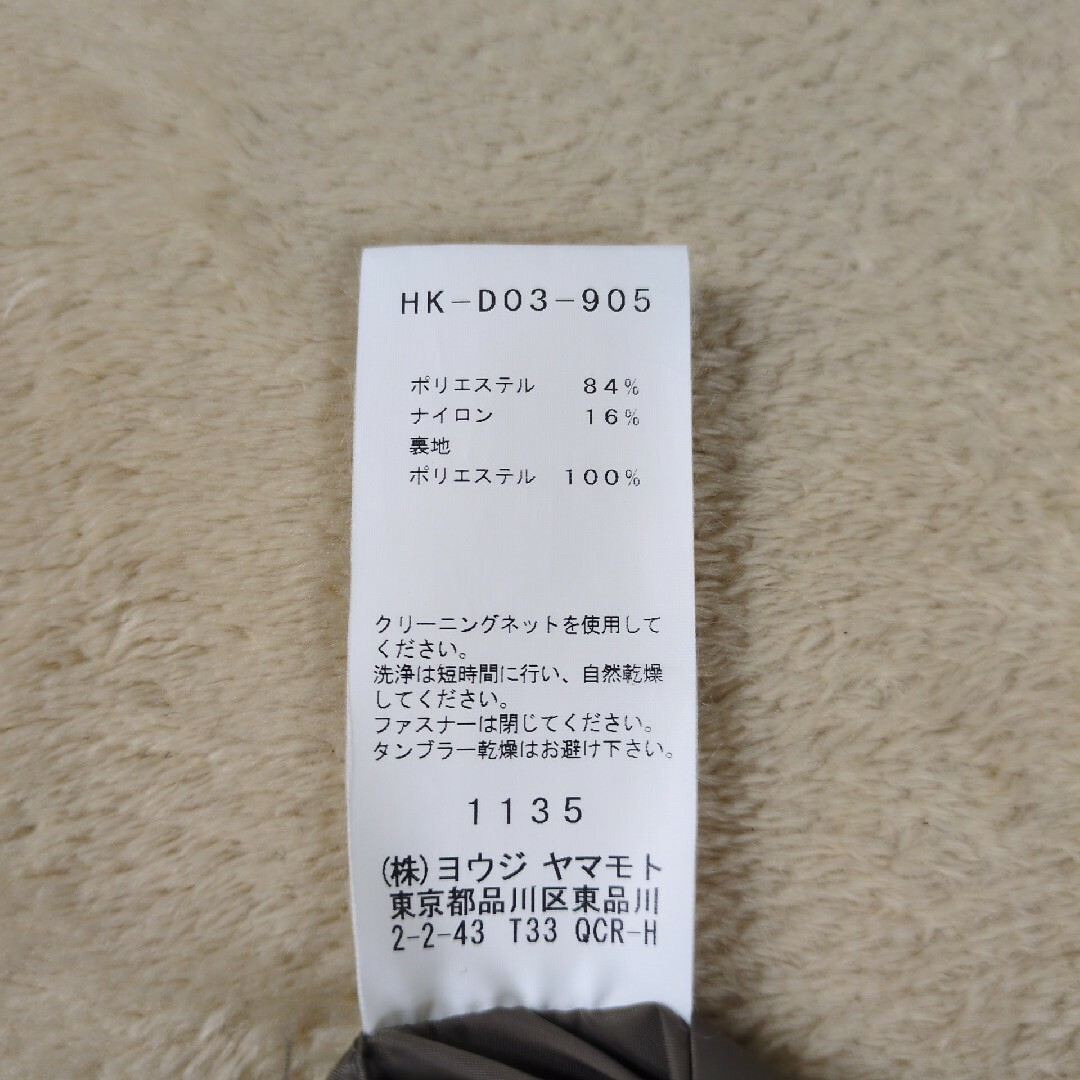 HK-D03-905
ポリエステル 84%
ナイロン 16%
裏地
ポリエステル 100%
クリーニングネットを使用して
ください。
洗浄は短時間に行い、自然乾燥
してください。
ファスナーは閉じてください。
タンブラー乾燥はお避け下さい。
1135
(株)ヨウジ ヤマモト
東京都品川区東品川
2-2-43 T33 QCR-H